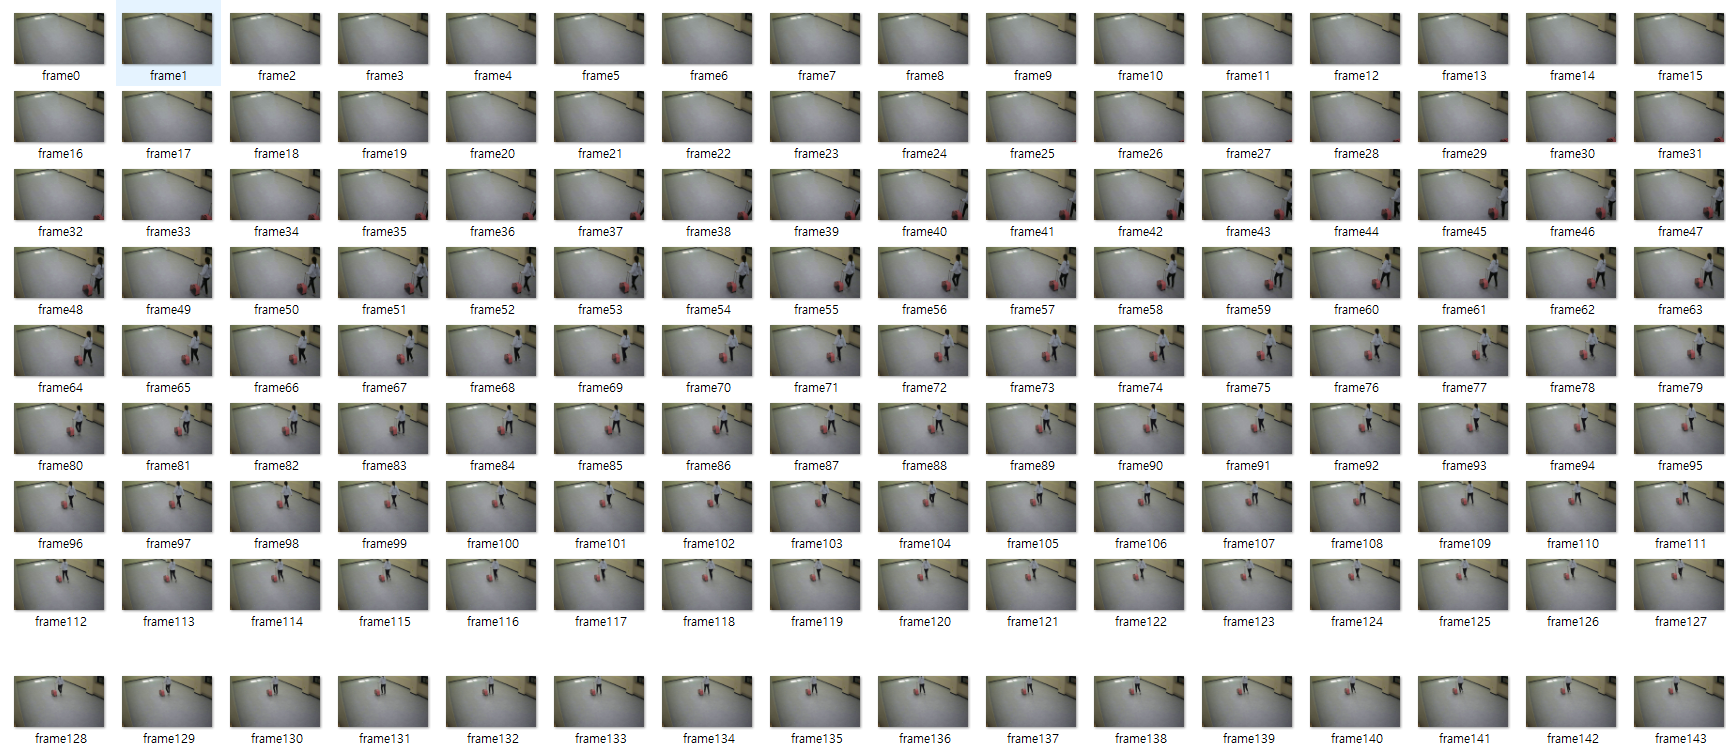 frame0 frame1 frame2 frame3 frame4 frame5 frame6 frame7 frame8 frame9 frame10 frame11 frame12 frame13 frame14 frame15
frame16 frame17 frame18 frame19 frame20 frame21 frame22 frame23 frame24 frame25 frame26 frame27 frame28 frame29 frame30 frame31
frame32 frame33 frame34 frame35 frame36 frame37 frame38 frame39 frame40 frame41 frame42 frame43 frame44 frame45 frame46 frame47
frame48 frame49 frame50 frame51 frame52 frame53 frame54 frame55 frame56 frame57 frame58 frame59 frame60 frame61 frame62 frame63
frame64 frame65 frame66 frame67 frame68 frame69 frame70 frame71 frame72 frame73 frame74 frame75 frame76 frame77 frame78 frame79
frame80 frame81 frame82 frame83 frame84 frame85 frame86 frame87 frame88 frame89 frame90 frame91 frame92 frame93 frame94 frame95
frame96 frame97 frame98 frame99 frame100 frame101 frame102 frame103 frame104 frame105 frame106 frame107 frame108 frame109 frame110 frame111
frame112 frame113 frame114 frame115 frame116 frame117 frame118 frame119 frame120 frame121 frame122 frame123 frame124 frame125 frame126 frame127
frame128 frame129 frame130 frame131 frame132 frame133 frame134 frame135 frame136 frame137 frame138 frame139 frame140 frame141 frame142 frame143